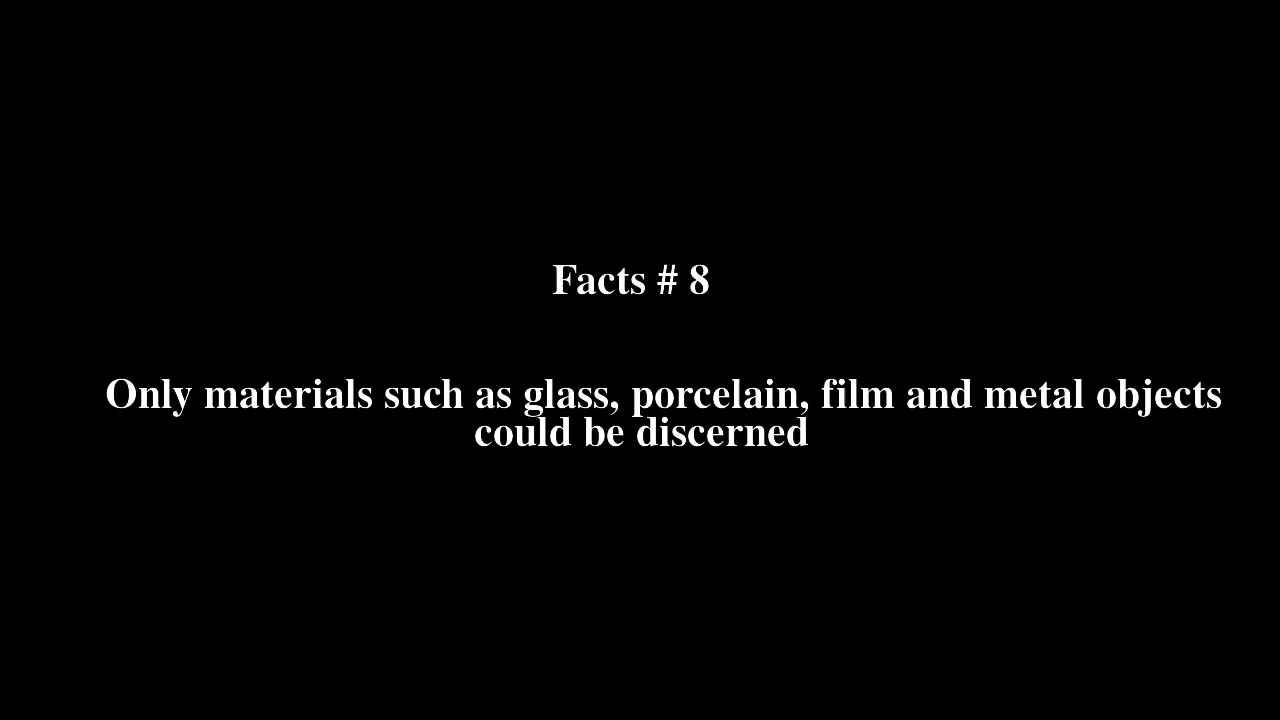 Facts # 8
Only materials such as glass, porcelain, film and metal objects
could be discerned